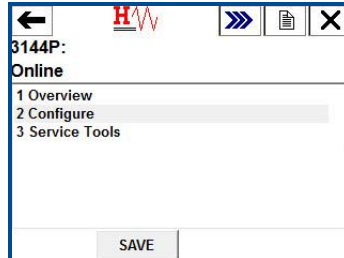 H
3144P:
Online
1 Overview
2 Configure
3 Service Tools
SAVE